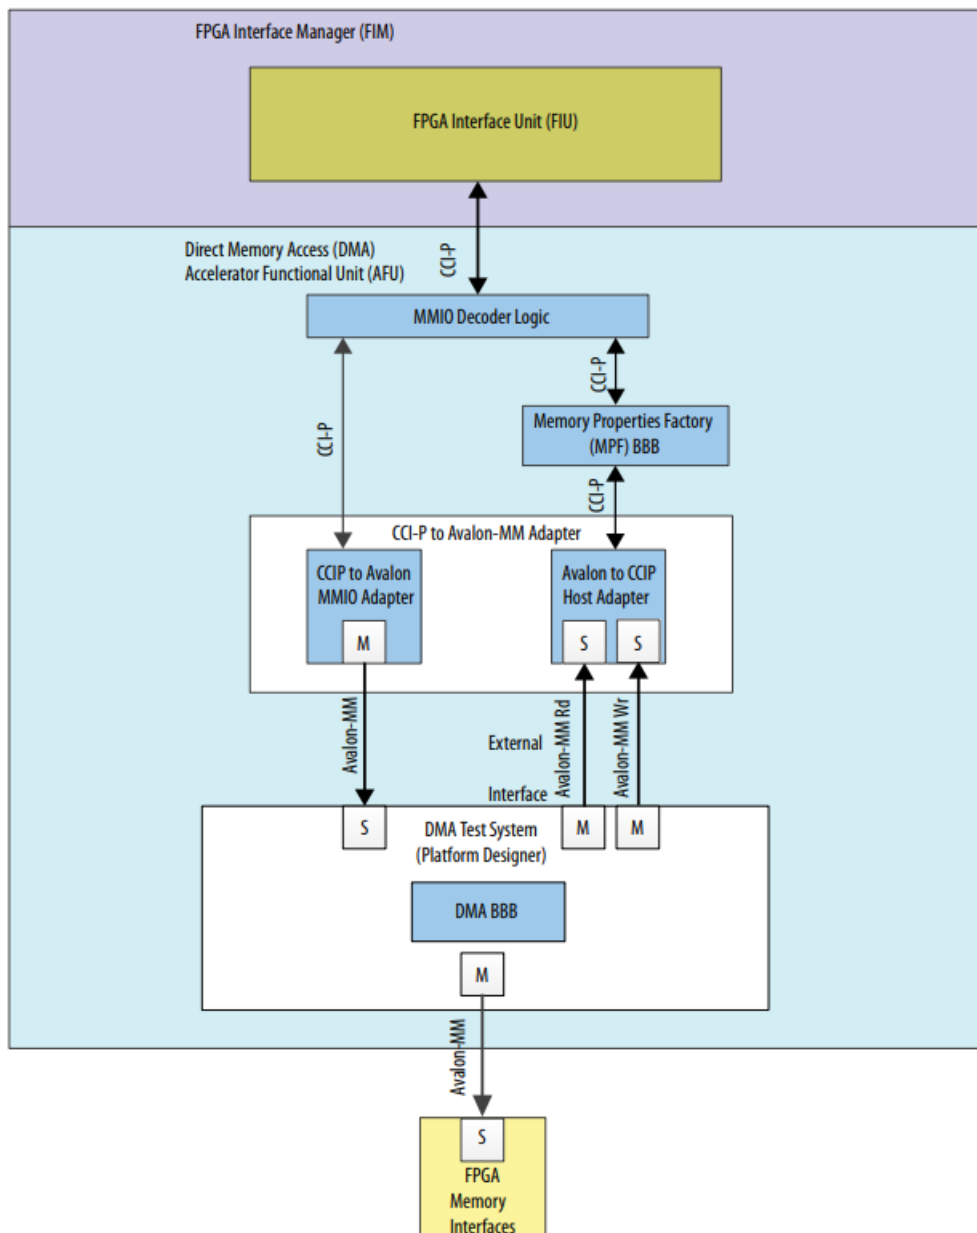 FPGA Interface Manager (FIM)
FPGA Interface Unit (FIU)
CCI-P
Direct Memory Access (DMA)
Accelerator Functional Unit (AFU)
MMIO Decoder Logic
CCI-P
CCI-P
Memory Properties Factory
(MPF) BBB
CCI-P
CCI-P to Avalon-MM Adapter
CCIP to Avalon
MMIO Adapter
M
Avalon to CCIP
Host Adapter
S
S
Avalon-MM
External
Interface
Avalon-MM Rd
Avalon-MM Wr
S
DMA Test System
(Platform Designer)
M
M
DMA BBB
M
Avalon-MM
S
FPGA
Memory
Interfaces